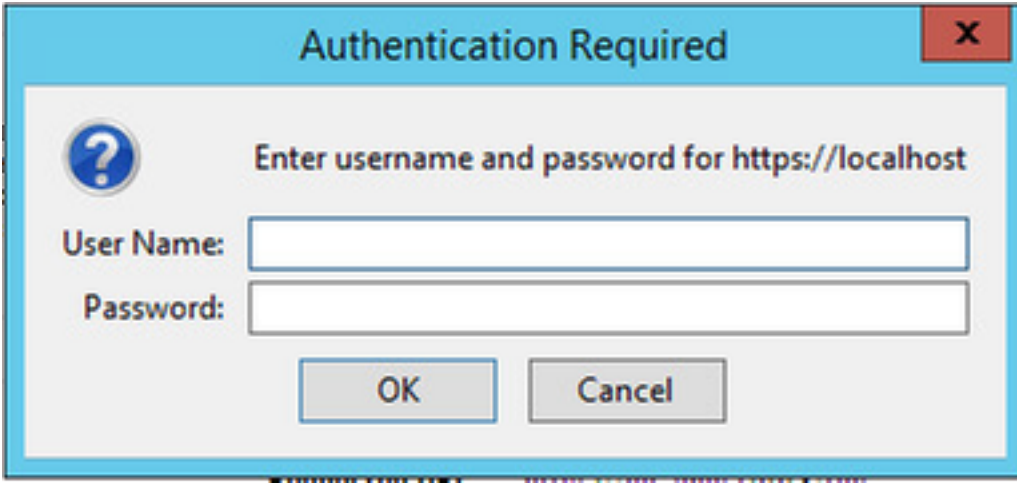 Authentication Required
x
Enter username and password for https://localhost
User Name:
Password:
OK
Cancel